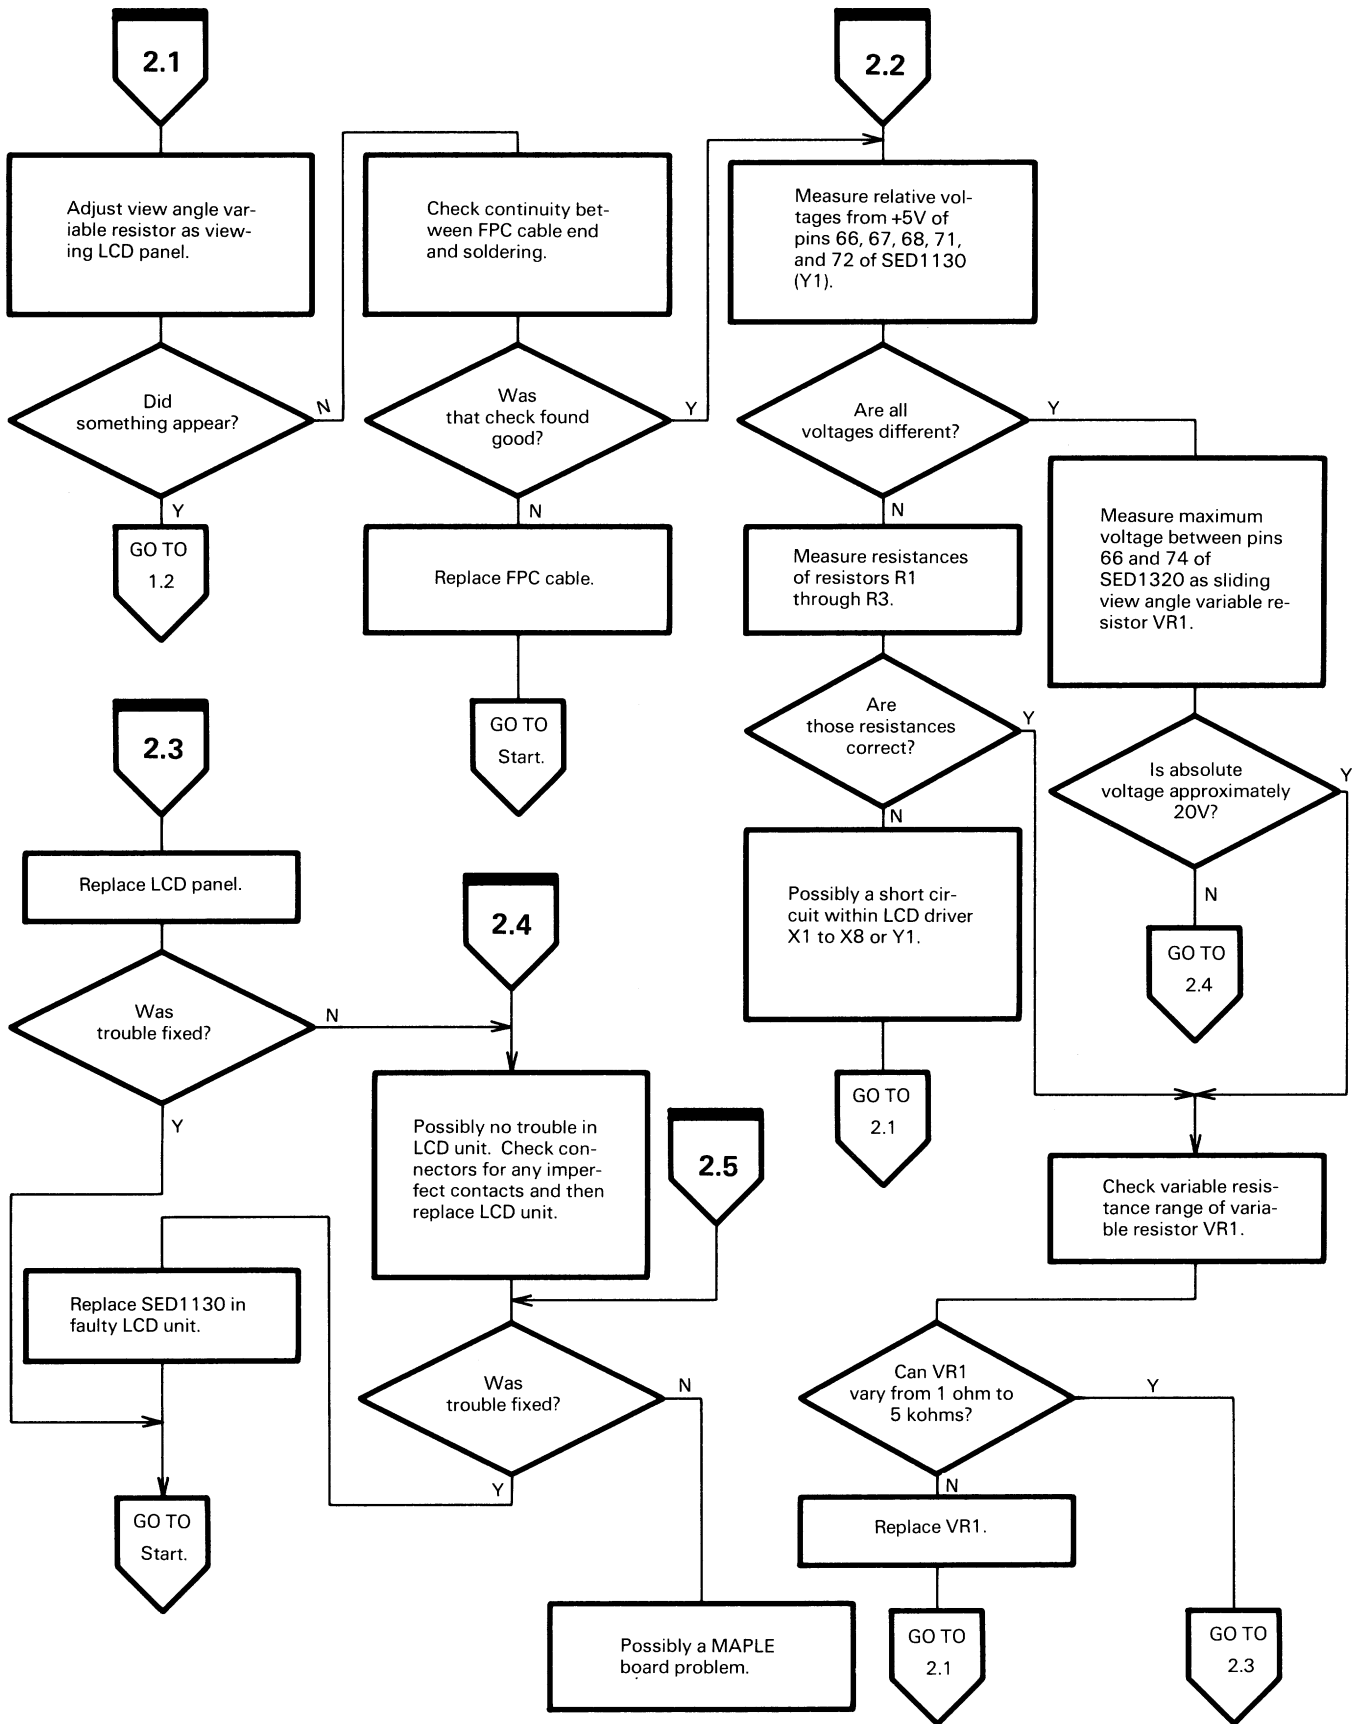 2.1
Adjust view angle var-
iable resistor as view-
ing LCD panel.
Did
something appear?
N
Y
GO TO
1.2
Check continuity bet-
ween FPC cable end
and soldering.
Was
that check found
good?
Y
N
Replace FPC cable.
GO TO
Start.
2.2
Measure relative vol-
tages from +5V of
pins 66, 67, 68, 71,
and 72 of SED1130
(Y1).
Are all
voltages different?
Y
N
Measure resistances
of resistors R1
through R3.
Are
those resistances
correct?
Y
N
Possibly a short cir-
cuit within LCD driver
X1 to X8 or Y1.
GO TO
2.1
Measure maximum
voltage between pins
66 and 74 of
SED1320 as sliding
view angle variable re-
sistor VR1.
Is absolute
voltage approximately
20V?
Y
N
GO TO
2.4
Check variable resis-
tance range of varia-
ble resistor VR1.
Can VR1
vary from 1 ohm to
5 kohms?
Y
N
Replace VR1.
GO TO
2.1
GO TO
2.3
2.3
Replace LCD panel.
Was
trouble fixed?
N
Y
Replace SED1130 in
faulty LCD unit.
GO TO
Start.
2.4
Possibly no trouble in
LCD unit. Check con-
nectors for any imper-
fect contacts and then
replace LCD unit.
2.5
Was
trouble fixed?
N
Y
Possibly a MAPLE
board problem.